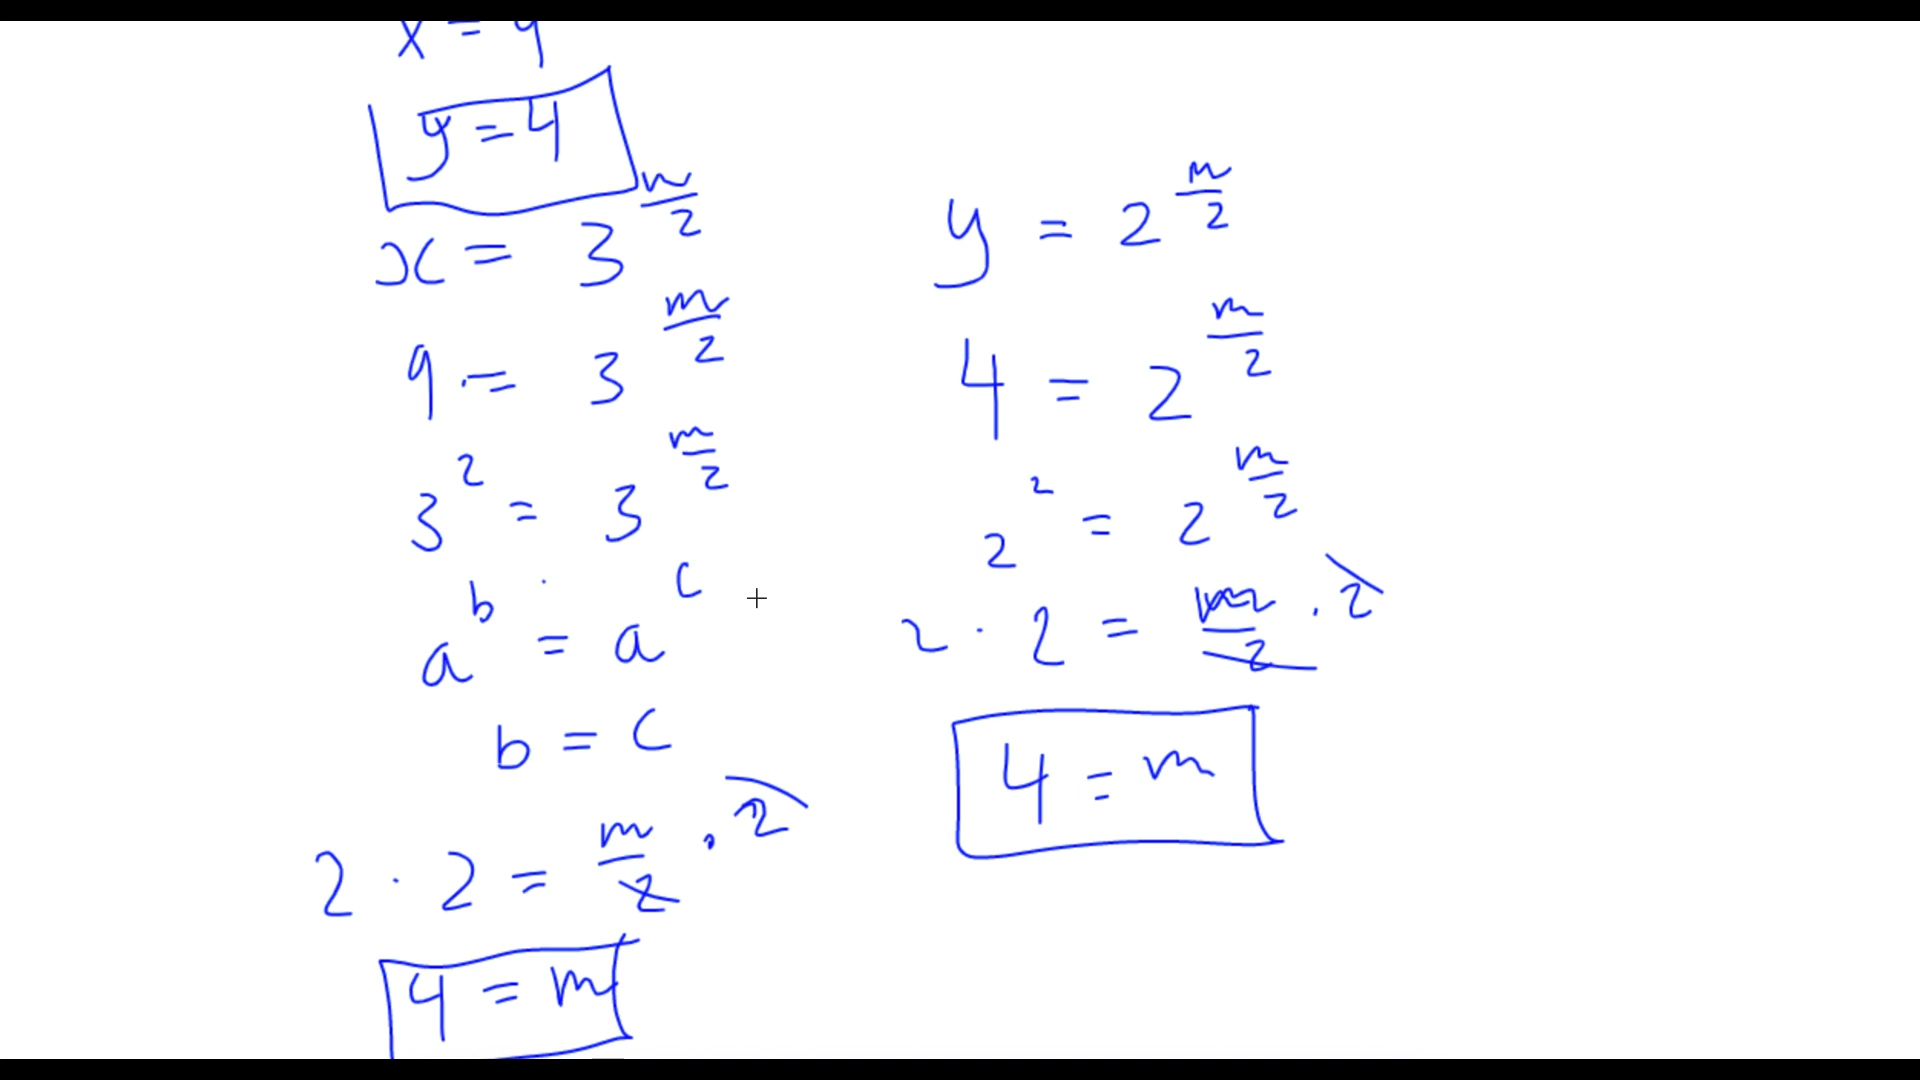 x = 9
y = 4
x = 3^(m/2)
9 = 3^(m/2)
3^2 = 3^(m/2)
a^b = a^c
b = c
2 · 2 = m/2 · 2
4 = m
y = 2^(m/2)
4 = 2^(m/2)
2^2 = 2^(m/2)
2 · 2 = m/2 · 2
4 = m